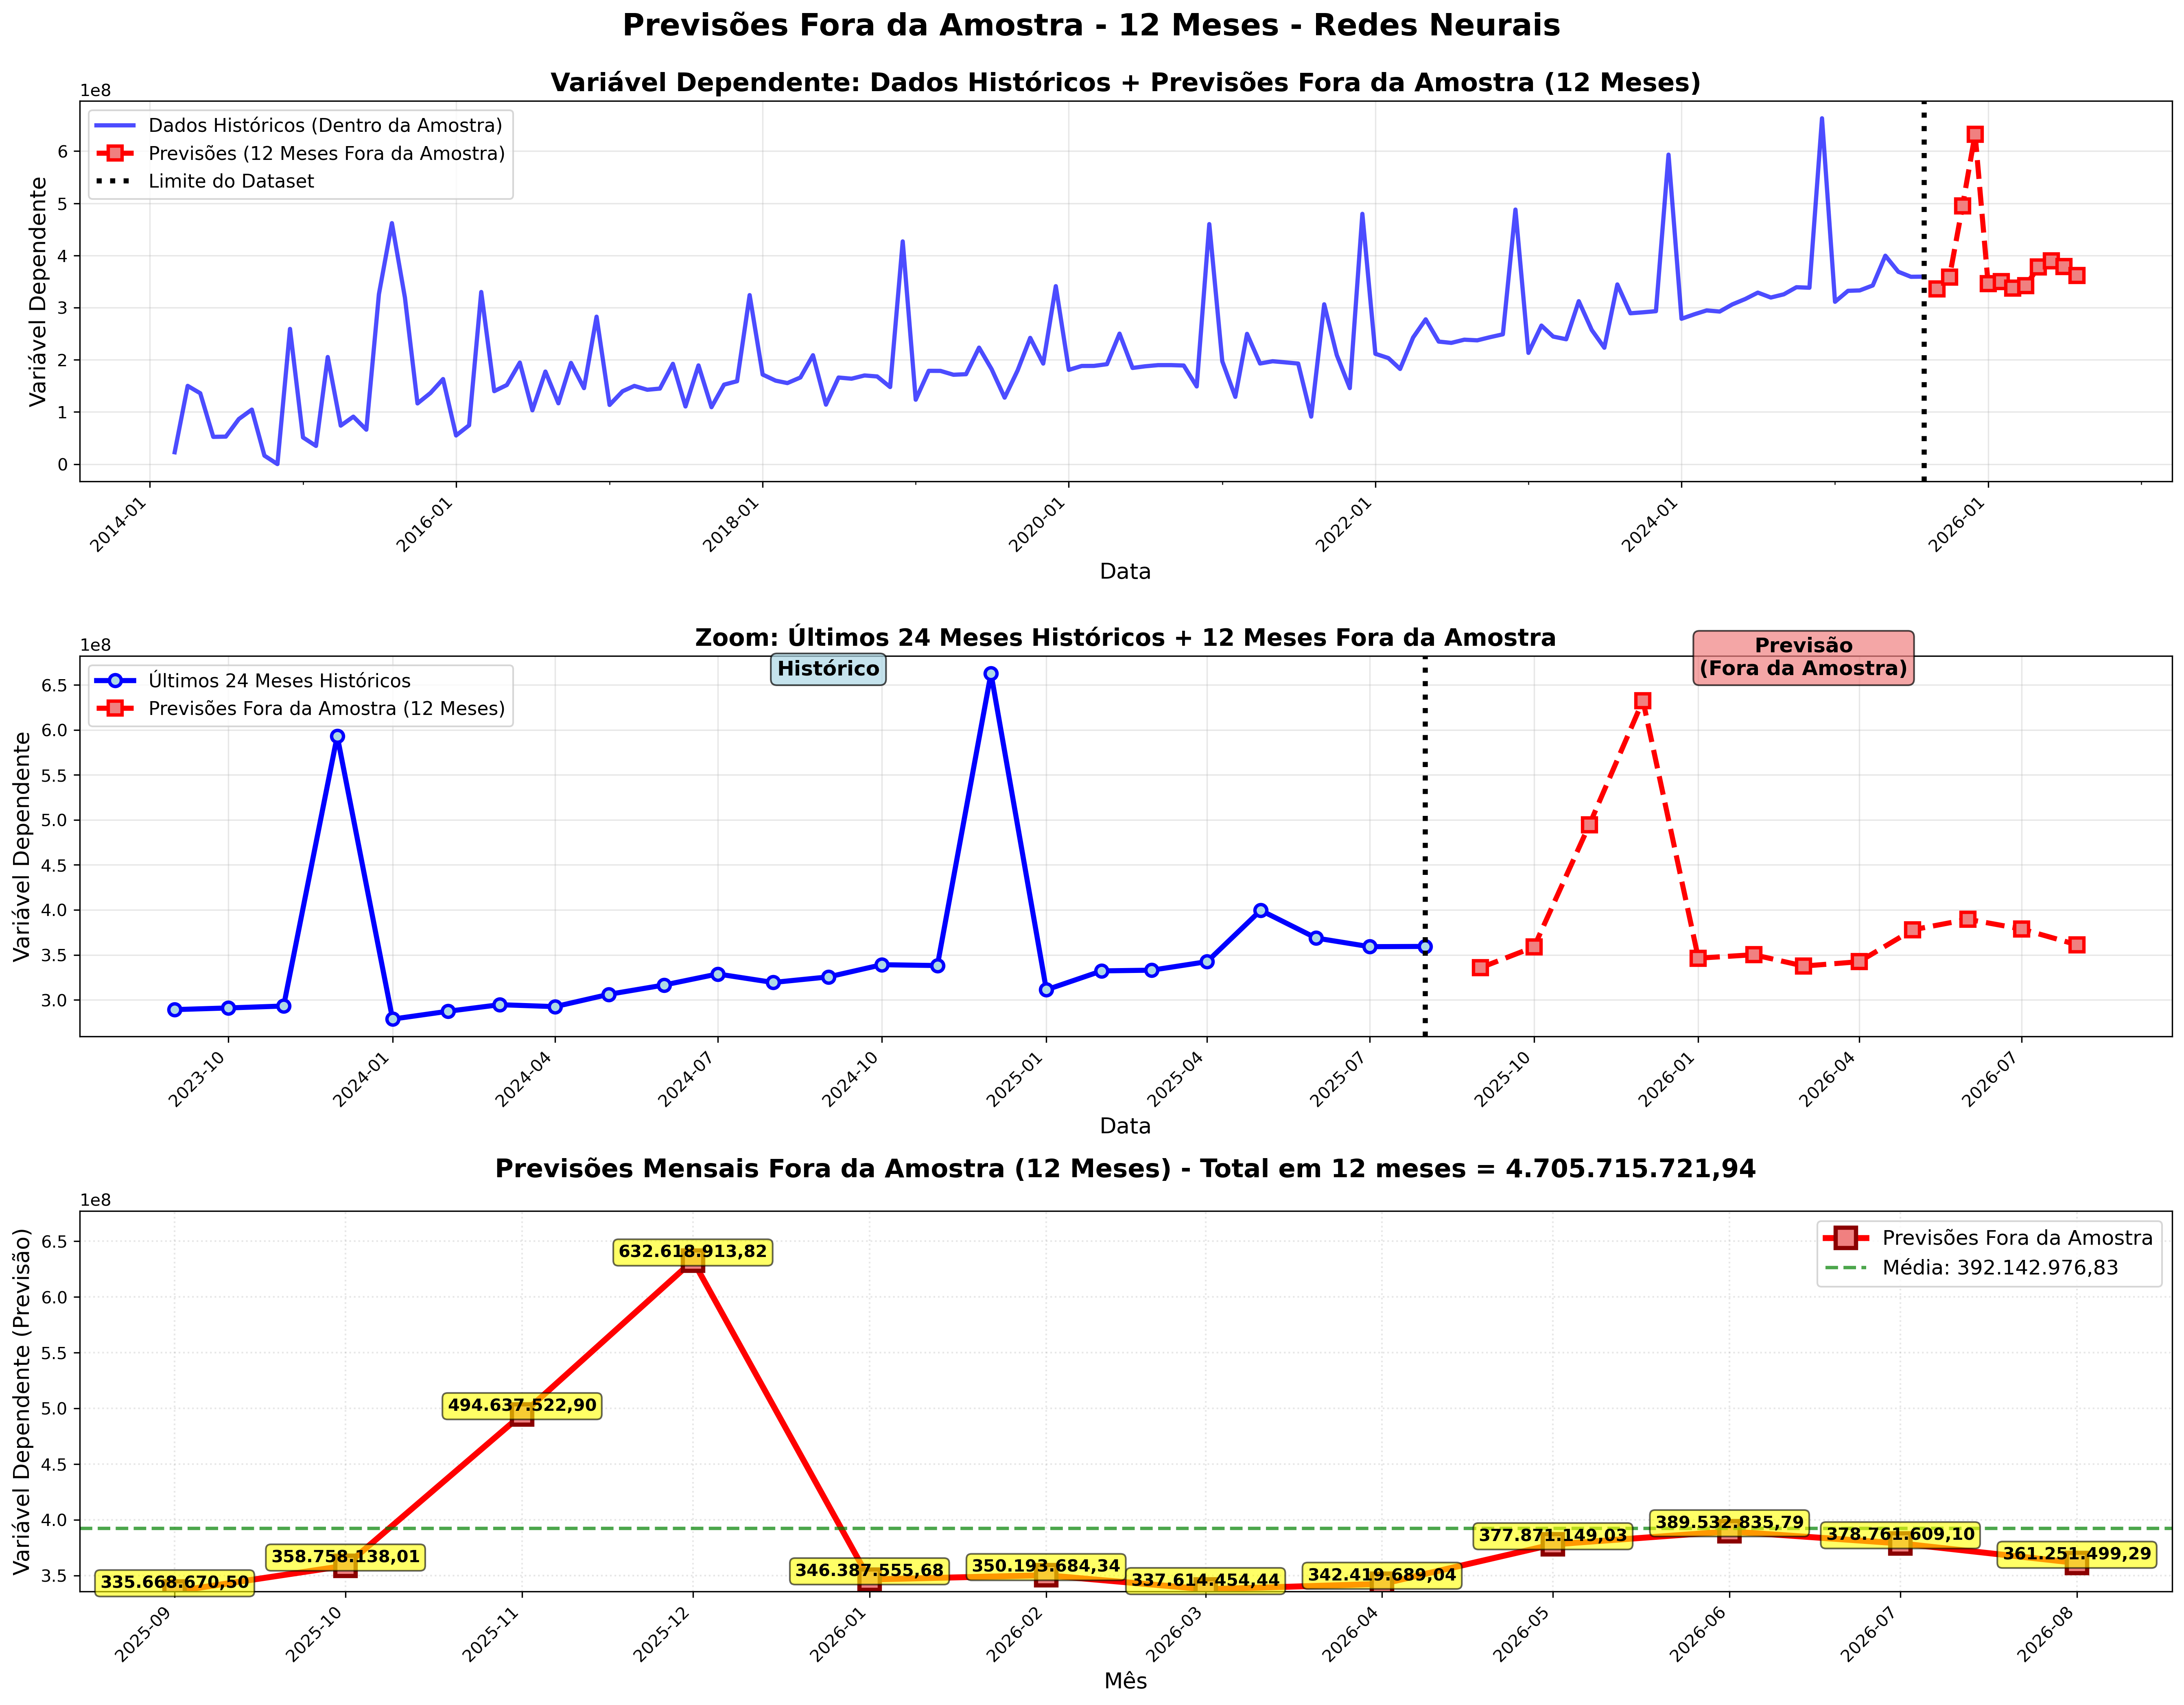 Previsões Fora da Amostra - 12 Meses - Redes Neurais
Variável Dependente: Dados Históricos + Previsões Fora da Amostra (12 Meses)
1e8
Dados Históricos (Dentro da Amostra)
Previsões (12 Meses Fora da Amostra)
Limite do Dataset
Variável Dependente
6
5
4
3
2
1
0
2014-01
2016-01
2018-01
2020-01
2022-01
2024-01
2026-01
Data
Zoom: Últimos 24 Meses Históricos + 12 Meses Fora da Amostra
1e8
Últimos 24 Meses Históricos
Previsões Fora da Amostra (12 Meses)
Histórico
Previsão
(Fora da Amostra)
Variável Dependente
6.5
6.0
5.5
5.0
4.5
4.0
3.5
3.0
2023-10
2024-01
2024-04
2024-07
2024-10
2025-01
2025-04
2025-07
2025-10
2026-01
2026-04
2026-07
Data
Previsões Mensais Fora da Amostra (12 Meses) - Total em 12 meses = 4.705.715.721,94
1e8
Previsões Fora da Amostra
Média: 392.142.976,83
Variável Dependente (Previsão)
6.5
6.0
5.5
5.0
4.5
4.0
3.5
335.668.670,50
358.758.138,01
494.637.522,90
632.618.913,82
346.387.555,68
350.193.684,34
337.614.454,44
342.419.689,04
377.871.149,03
389.532.835,79
378.761.609,10
361.251.499,29
2025-09
2025-10
2025-11
2025-12
2026-01
2026-02
2026-03
2026-04
2026-05
2026-06
2026-07
2026-08
Mês